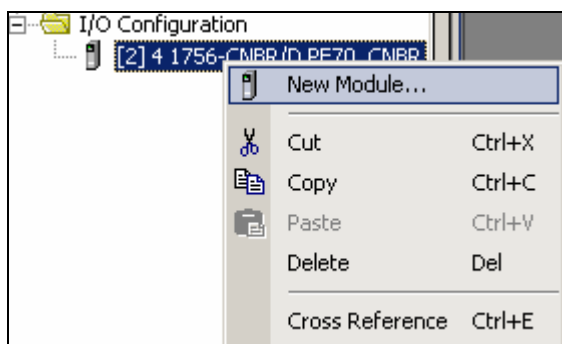 I/O Configuration
[2] 4 1756-CNBR/D PE70_CNBR
New Module...
Cut Ctrl+X
Copy Ctrl+C
Paste Ctrl+V
Delete Del
Cross Reference Ctrl+E